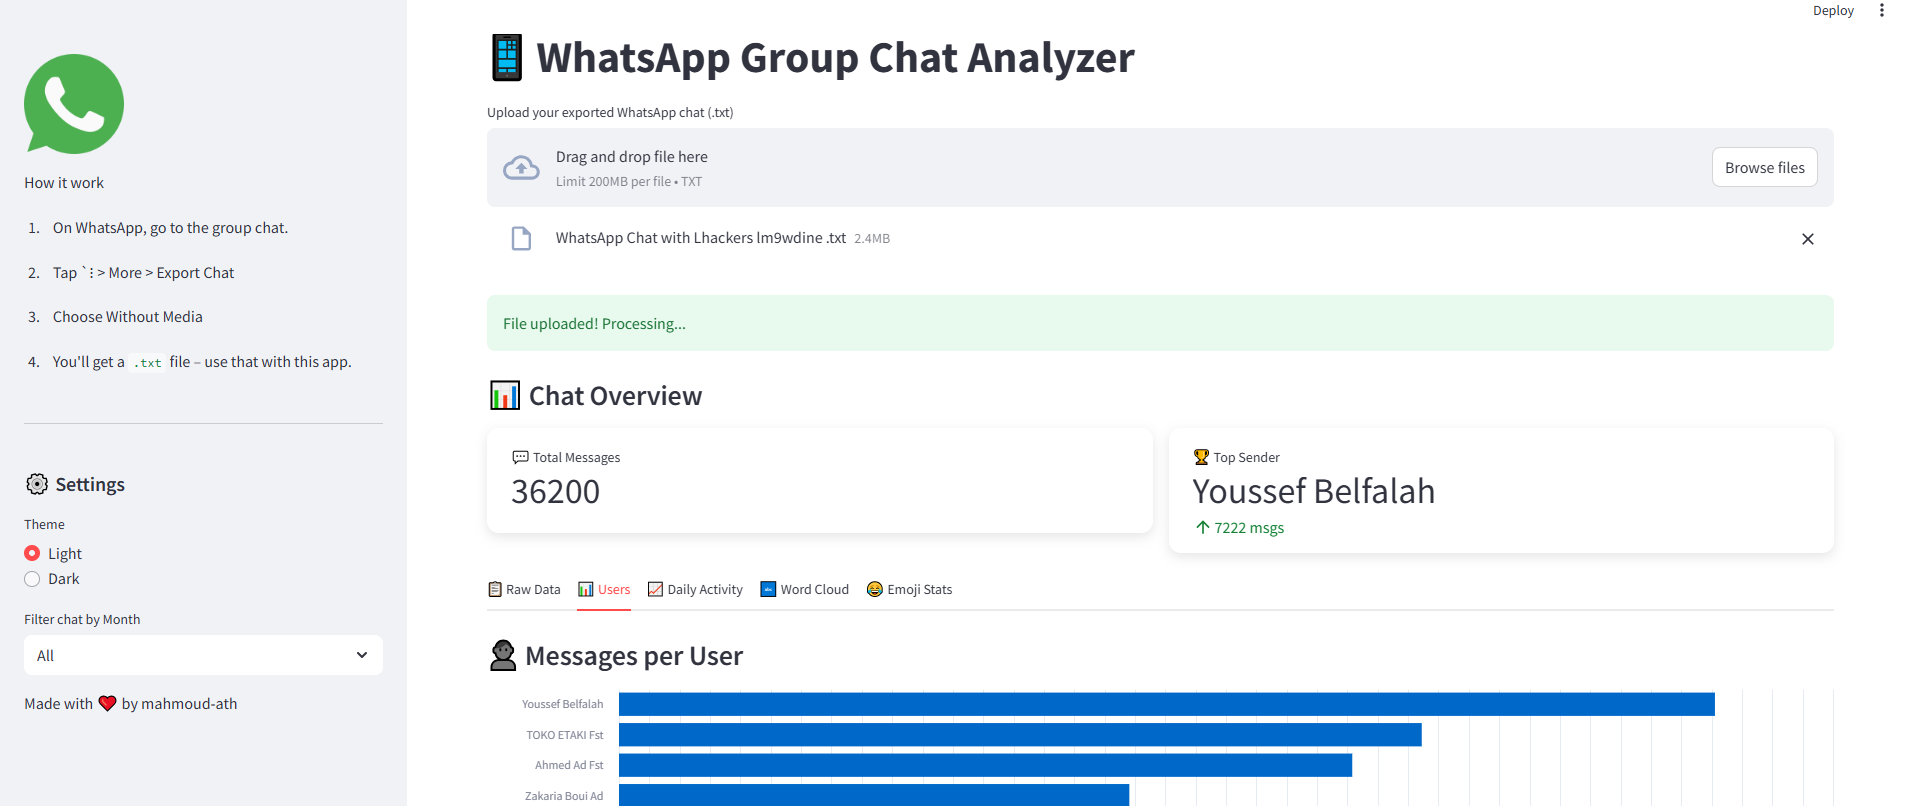 Deploy
How it work
1. On WhatsApp, go to the group chat.
2. Tap `⋮ > More > Export Chat
3. Choose Without Media
4. You'll get a .txt file – use that with this app.
Settings
Theme
Light
Dark
Filter chat by Month
All
Made with ❤️ by mahmoud-ath
WhatsApp Group Chat Analyzer
Upload your exported WhatsApp chat (.txt)
Drag and drop file here
Limit 200MB per file • TXT
Browse files
WhatsApp Chat with Lhackers lm9wdine .txt 2.4MB
File uploaded! Processing...
Chat Overview
Total Messages
36200
Top Sender
Youssef Belfalah
↑ 7222 msgs
Raw Data Users Daily Activity Word Cloud Emoji Stats
Messages per User
Youssef Belfalah
TOKO ETAKI Fst
Ahmed Ad Fst
Zakaria Boui Ad